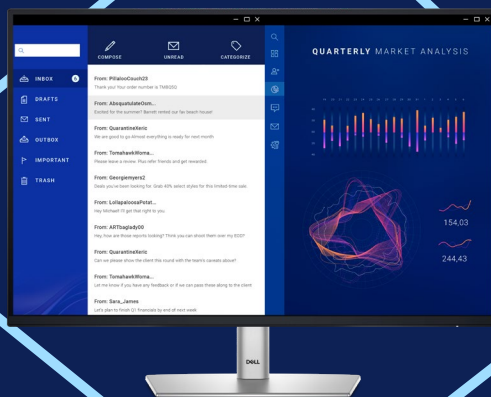 COMPOSE
UNREAD
CATEGORIZE
INBOX
DRAFTS
SENT
OUTBOX
IMPORTANT
TRASH
From: PillalooCouch23
Thank you! Your order number is
From: AbsquatulateOsm...
Excited for the summer? Barrett rented our fav beach house!
From: QuarantineXeric
We are good to go Almost everything is ready for next month
From: TomahawkWoma...
Please leave a review. Plus refer friends and get rewarded.
From: Georgiemyers2
Deals you've been looking for. Grab 40% select styles for this limited-time sale.
From: LollapaloosaPotat...
Hey Michael! I'll get that right to you.
From: ARTbaglady00
Hey, how are those reports looking? Think you can shoot them over my EOD?
From: QuarantineXeric
Can we please show the client this sound with the team's caveats above?
From: TomahawkWoma...
Let me know if you have any feedback or if we can pass these along to the client
From: Sara_James
Let's plan to finish Q1 financials by end of next week
QUARTERLY MARKET ANALYSIS
154,03
244,43
DELL